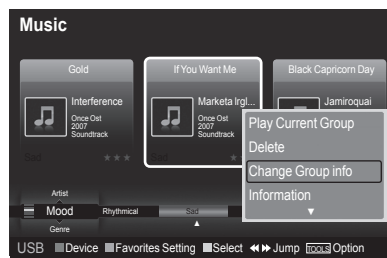 Music
Gold
If You Want Me
Black Capricorn Day
Interference
Once Ost
2007
Soundtrack
Sad
Marketa Irgl...
Once Ost
2007
Soundtrack
Jamiroquai
Play Current Group
Delete
Change Group info
Information
Artist
Mood
Genre
Rhythmical
Sad
USB Device Favorites Setting Select Jump TOOLS Option